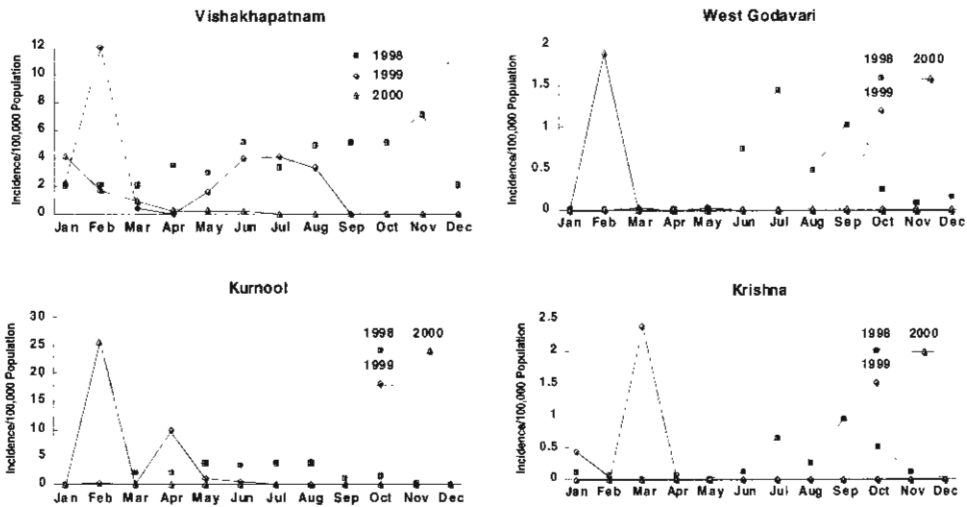 Vishakhapatnam
Incidence/100,000 Population
12
10
8
6
4
2
0
1998
1999
2000
Jan Feb Mar Apr May Jun Jul Aug Sep Oct Nov Dec
West Godavari
Incidence/100,000 Population
2
1.5
1
0.5
0
1998 2000
1999
Jan Feb Mar Apr May Jun Jul Aug Sep Oct Nov Dec
Kurnoot
Incidence/100,000 Population
30
25
20
15
10
5
0
1998 2000
1999
Jan Feb Mar Apr May Jun Jul Aug Sep Oct Nov Dec
Krishna
Incidence/100,000 Population
2.5
2
1.5
1
0.5
0
1998 2000
1999
Jan Feb Mar Apr May Jun Jul Aug Sep Oct Nov Dec